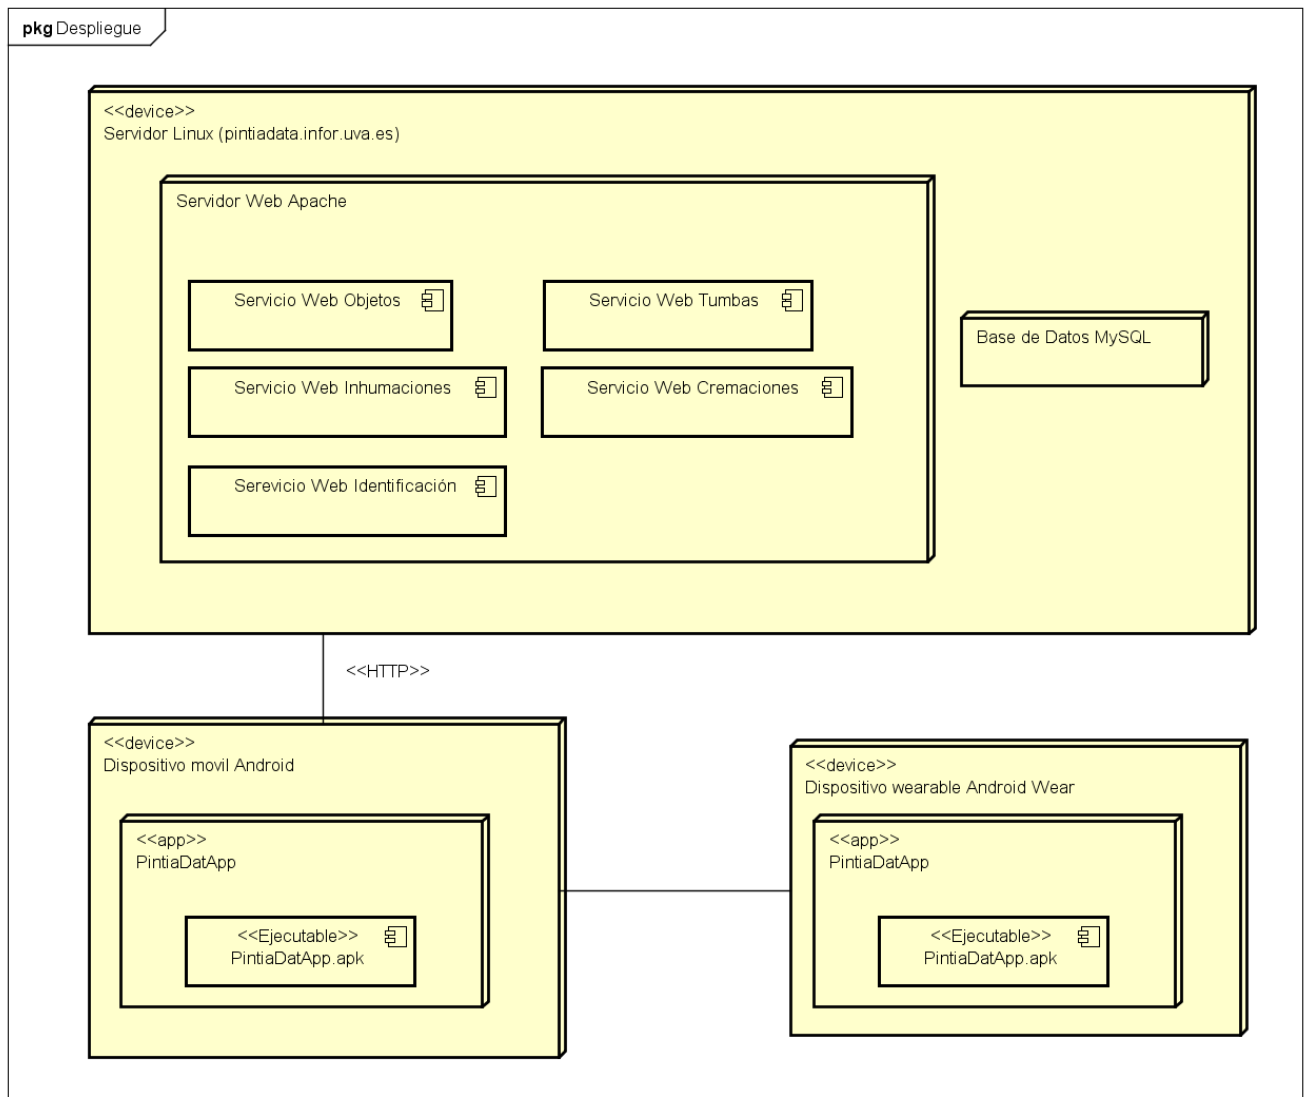 pkg Despliegue
<<device>>
Servidor Linux (pintiadata.infor.uva.es)
Servidor Web Apache
Servicio Web Objetos
Servicio Web Tumbas
Base de Datos MySQL
Servicio Web Inhumaciones
Servicio Web Cremaciones
Serevicio Web Identificación
<<HTTP>>
<<device>>
Dispositivo movil Android
<<app>>
PintiaDatApp
<<Ejecutable>>
PintiaDatApp.apk
<<device>>
Dispositivo wearable Android Wear
<<app>>
PintiaDatApp
<<Ejecutable>>
PintiaDatApp.apk